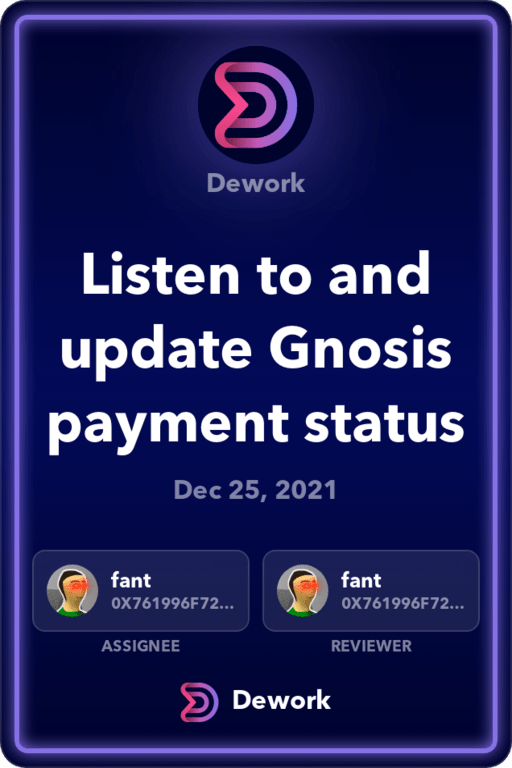 Dework
Listen to and
update Gnosis
payment status
Dec 25, 2021
fant
0X761996F72...
ASSIGNEE
fant
0X761996F72...
REVIEWER
Dework